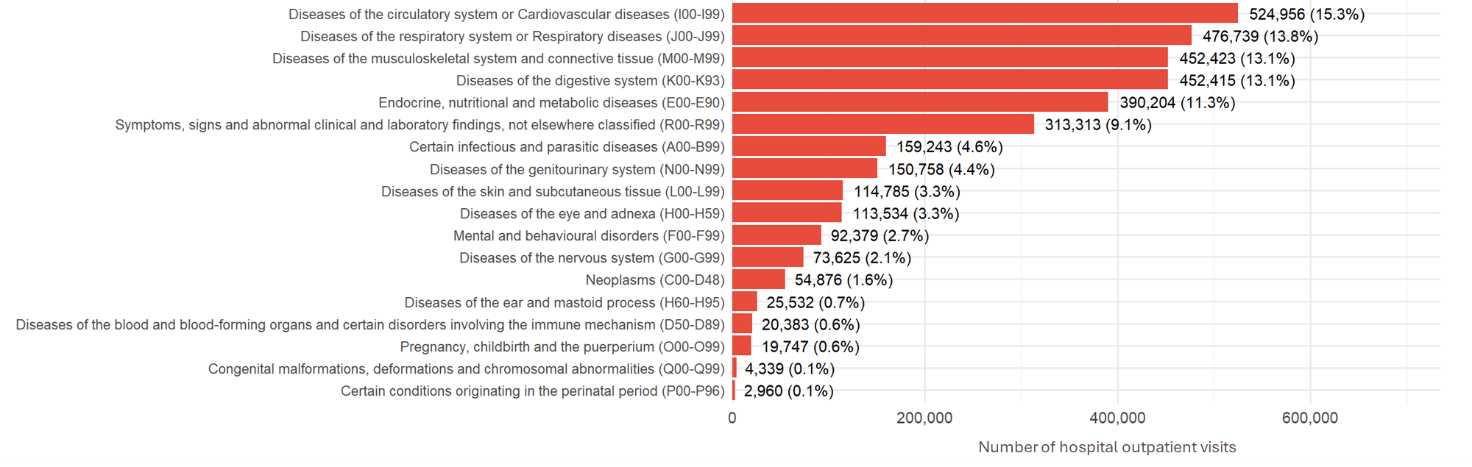 Diseases of the circulatory system or Cardiovascular diseases (I00-I99) 524,956 (15.3%)
Diseases of the respiratory system or Respiratory diseases (J00-J99) 476,739 (13.8%)
Diseases of the musculoskeletal system and connective tissue (M00-M99) 452,423 (13.1%)
Diseases of the digestive system (K00-K93) 452,415 (13.1%)
Endocrine, nutritional and metabolic diseases (E00-E90) 390,204 (11.3%)
Symptoms, signs and abnormal clinical and laboratory findings, not elsewhere classified (R00-R99) 313,313 (9.1%)
Certain infectious and parasitic diseases (A00-B99) 159,243 (4.6%)
Diseases of the genitourinary system (N00-N99) 150,758 (4.4%)
Diseases of the skin and subcutaneous tissue (L00-L99) 114,785 (3.3%)
Diseases of the eye and adnexa (H00-H59) 113,534 (3.3%)
Mental and behavioural disorders (F00-F99) 92,379 (2.7%)
Diseases of the nervous system (G00-G99) 73,625 (2.1%)
Neoplasms (C00-D48) 54,876 (1.6%)
Diseases of the ear and mastoid process (H60-H95) 25,532 (0.7%)
Diseases of the blood and blood-forming organs and certain disorders involving the immune mechanism (D50-D89) 20,383 (0.6%)
Pregnancy, childbirth and the puerperium (O00-O99) 19,747 (0.6%)
Congenital malformations, deformations and chromosomal abnormalities (Q00-Q99) 4,339 (0.1%)
Certain conditions originating in the perinatal period (P00-P96) 2,960 (0.1%)
0 200,000 400,000 600,000
Number of hospital outpatient visits